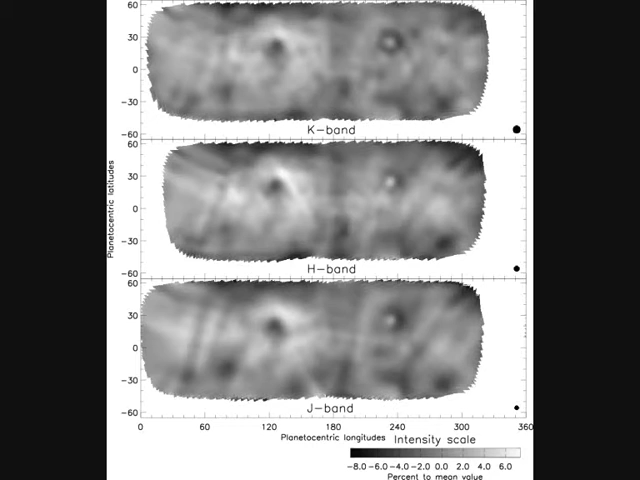 60
30
0
−30
−60
K−band
60
30
0
−30
−60
H−band
Planetocentric latitudes
60
30
0
−30
−60
J−band
0 60 120 180 240 300 360
Planetocentric longitudes Intensity scale
−8.0 −6.0 −4.0 −2.0 0.0 2.0 4.0 6.0
Percent to mean value